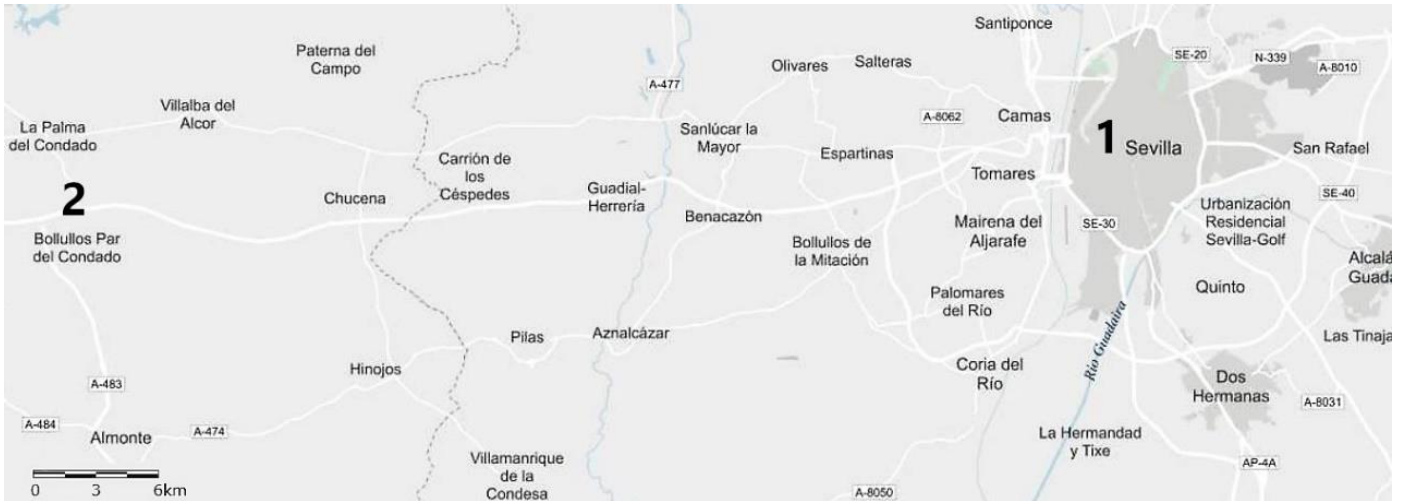 Santiponce
SE-20
N-339
A-8010
Paterna del
Campo
Olivares
Salteras
A-477
Villalba del
Alcor
La Palma
del Condado
Sanlúcar la
Mayor
A-8062
Camas
1
Sevilla
San Rafael
Espartinas
Carrión de
los
Céspedes
Tomares
2
Chucena
Guadial-
Herrería
Benacazón
SE-40
Urbanización
Residencial
Sevilla-Golf
Mairena del
Aljarafe
SE-30
Bollullos Par
del Condado
Bollullos de
la Mitación
Alcalá
Guada
Quinto
Palomares
del Río
Río Guadaira
Pilas
Aznalcázar
Las Tinaja
Hinojos
Coria del
Río
Dos
Hermanas
A-483
A-8031
A-484
Almonte
A-474
La Hermandad
y Tixe
Villamanrique
de la
Condesa
AP-4A
A-8050
0 3 6km